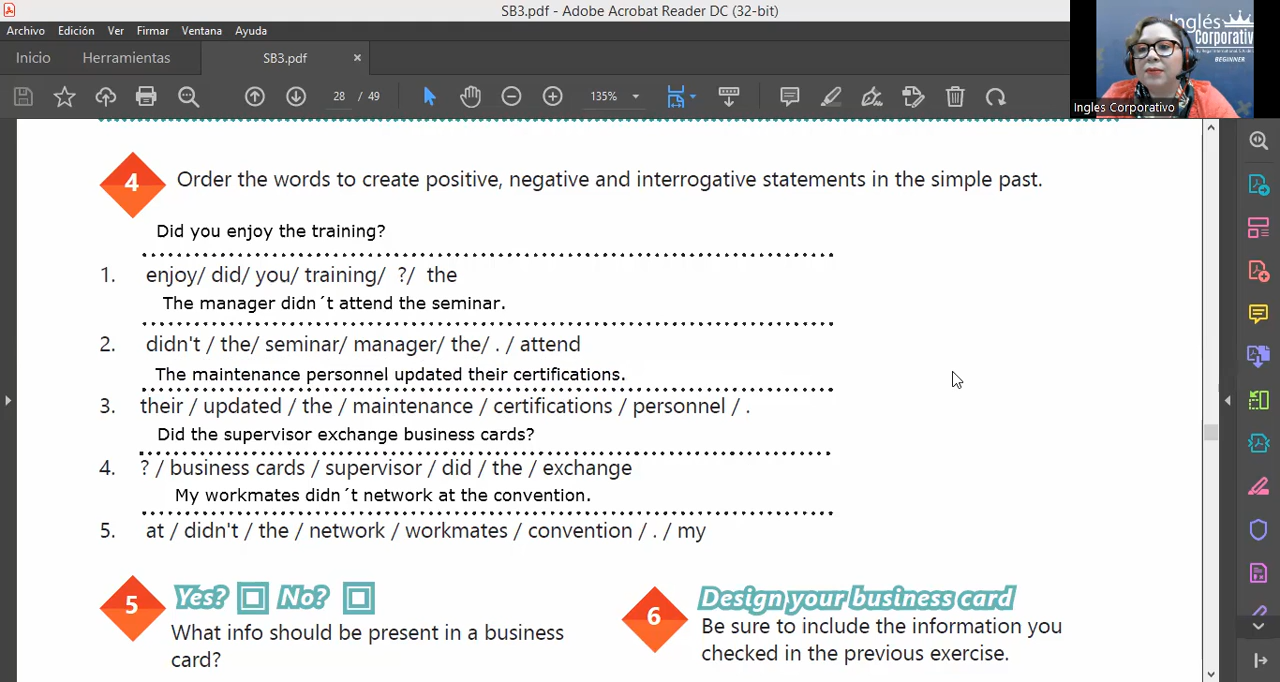 SB3.pdf - Adobe Acrobat Reader DC (32-bit)
Archivo Edición Ver Firmar Ventana Ayuda
Inicio Herramientas SB3.pdf ×
28 / 49 135%
Inglés
Corporativo
BEGINNER
Ingles Corporativo
4 Order the words to create positive, negative and interrogative statements in the simple past.
Did you enjoy the training?
1. enjoy/ did/ you/ training/ ?/ the
The manager didn´t attend the seminar.
2. didn't / the/ seminar/ manager/ the/ . / attend
The maintenance personnel updated their certifications.
3. their / updated / the / maintenance / certifications / personnel / .
Did the supervisor exchange business cards?
4. ? / business cards / supervisor / did / the / exchange
My workmates didn´t network at the convention.
5. at / didn't / the / network / workmates / convention / . / my
5 Yes? No?
What info should be present in a business
card?
6 Design your business card
Be sure to include the information you
checked in the previous exercise.